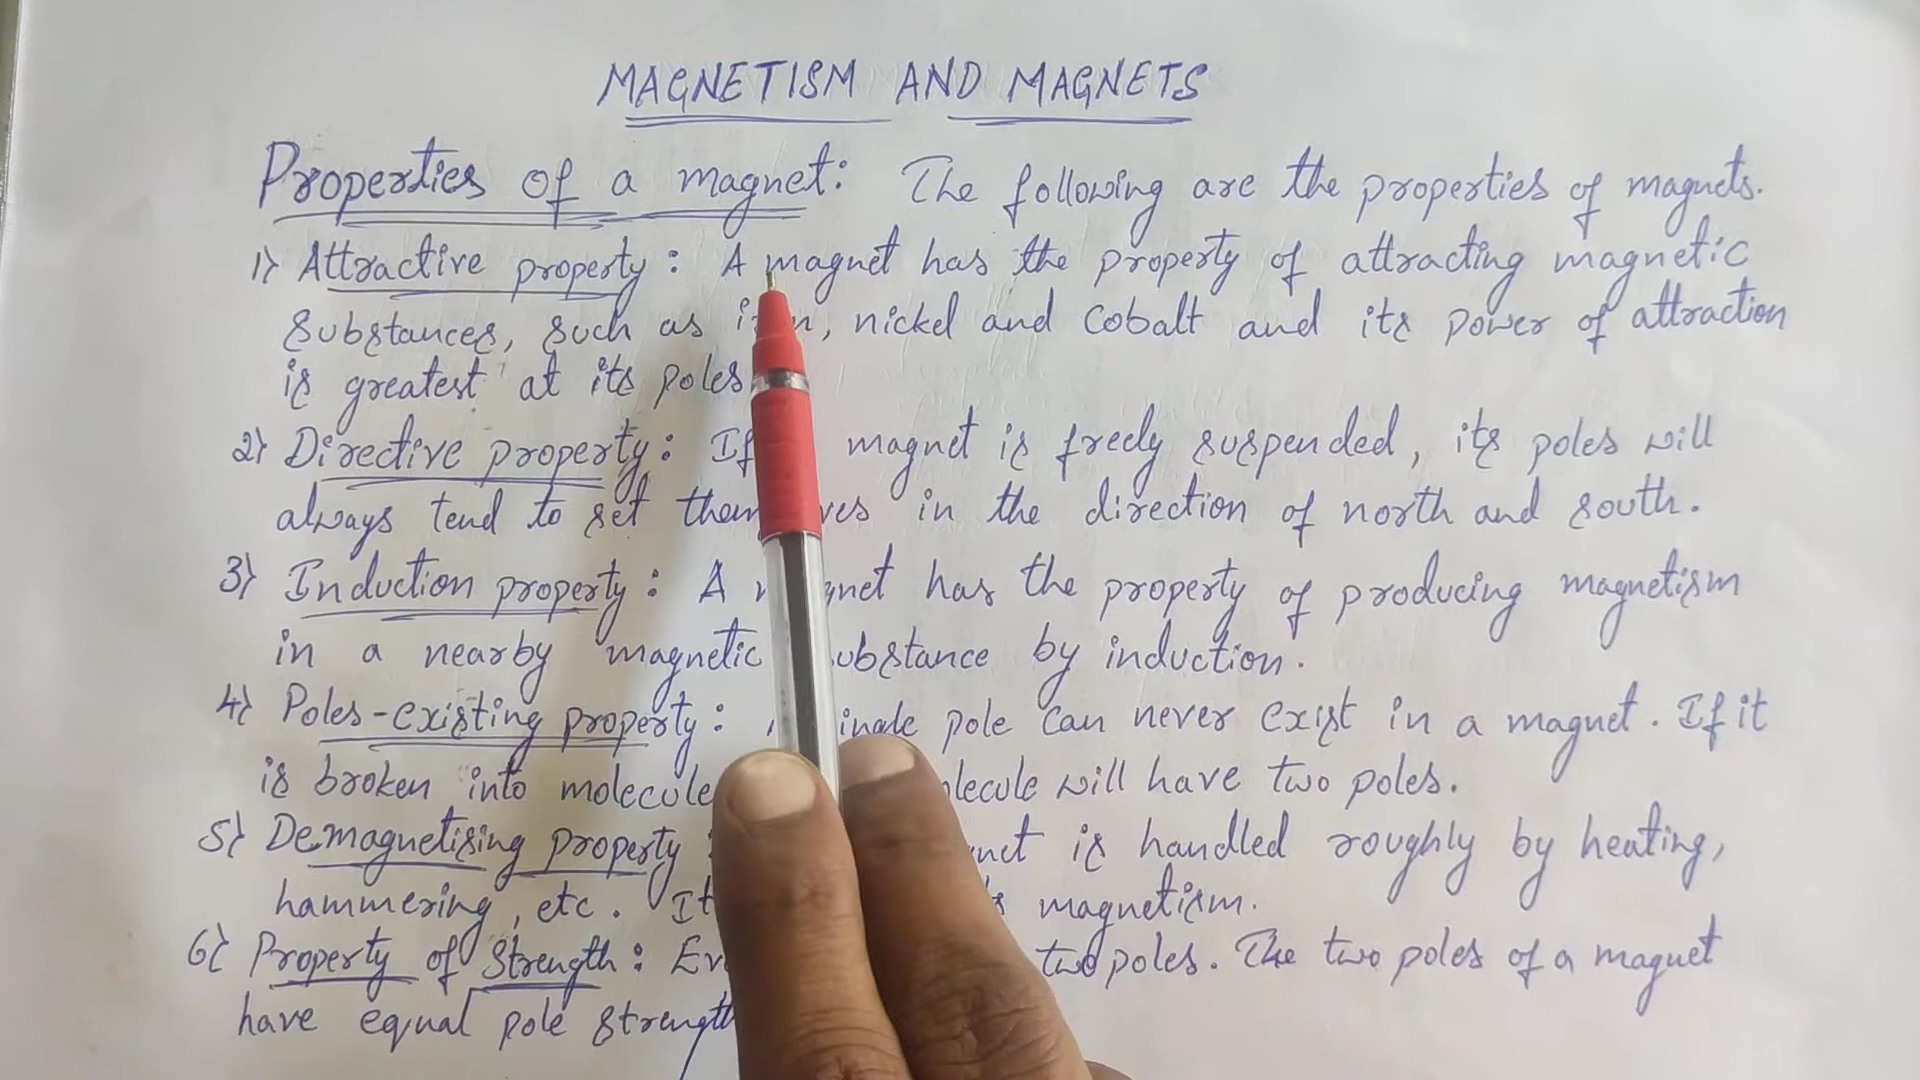 MAGNETISM AND MAGNETS
Properties of a magnet: The following are the properties of magnets.
1) Attractive property: A magnet has the property of attracting magnetic
substances, such as nickel and Cobalt and its power of attraction
is greatest at its poles
2) Directive property: If magnet is freely suspended, its poles will
always tend to set in the direction of north and south.
3) Induction property: A has the property of producing magnetism
in a nearby magnetic substance by induction.
4) Poles-existing property: single pole can never exist in a magnet. If it
is broken into will have two poles.
5) Demagnetising property is handled roughly by heating,
hammering, etc. It magnetism.
6) Property of Strength: two poles. The two poles of a magnet
have equal pole strength